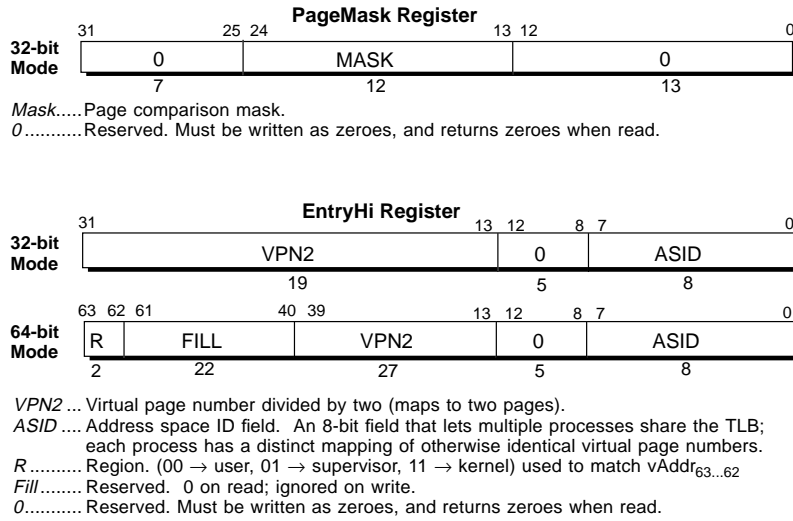 PageMask Register
31 25 24 13 12 0
32-bit Mode 0 MASK 0
7 12 13
Mask.....Page comparison mask.
0...........Reserved. Must be written as zeroes, and returns zeroes when read.
EntryHi Register
31 13 12 8 7 0
32-bit Mode VPN2 0 ASID
19 5 8
63 62 61 40 39 13 12 8 7 0
64-bit Mode R FILL VPN2 0 ASID
2 22 27 5 8
VPN2 ... Virtual page number divided by two (maps to two pages).
ASID .... Address space ID field. An 8-bit field that lets multiple processes share the TLB;
each process has a distinct mapping of otherwise identical virtual page numbers.
R .......... Region. (00 → user, 01 → supervisor, 11 → kernel) used to match vAddr63...62
Fill ........ Reserved. 0 on read; ignored on write.
0........... Reserved. Must be written as zeroes, and returns zeroes when read.